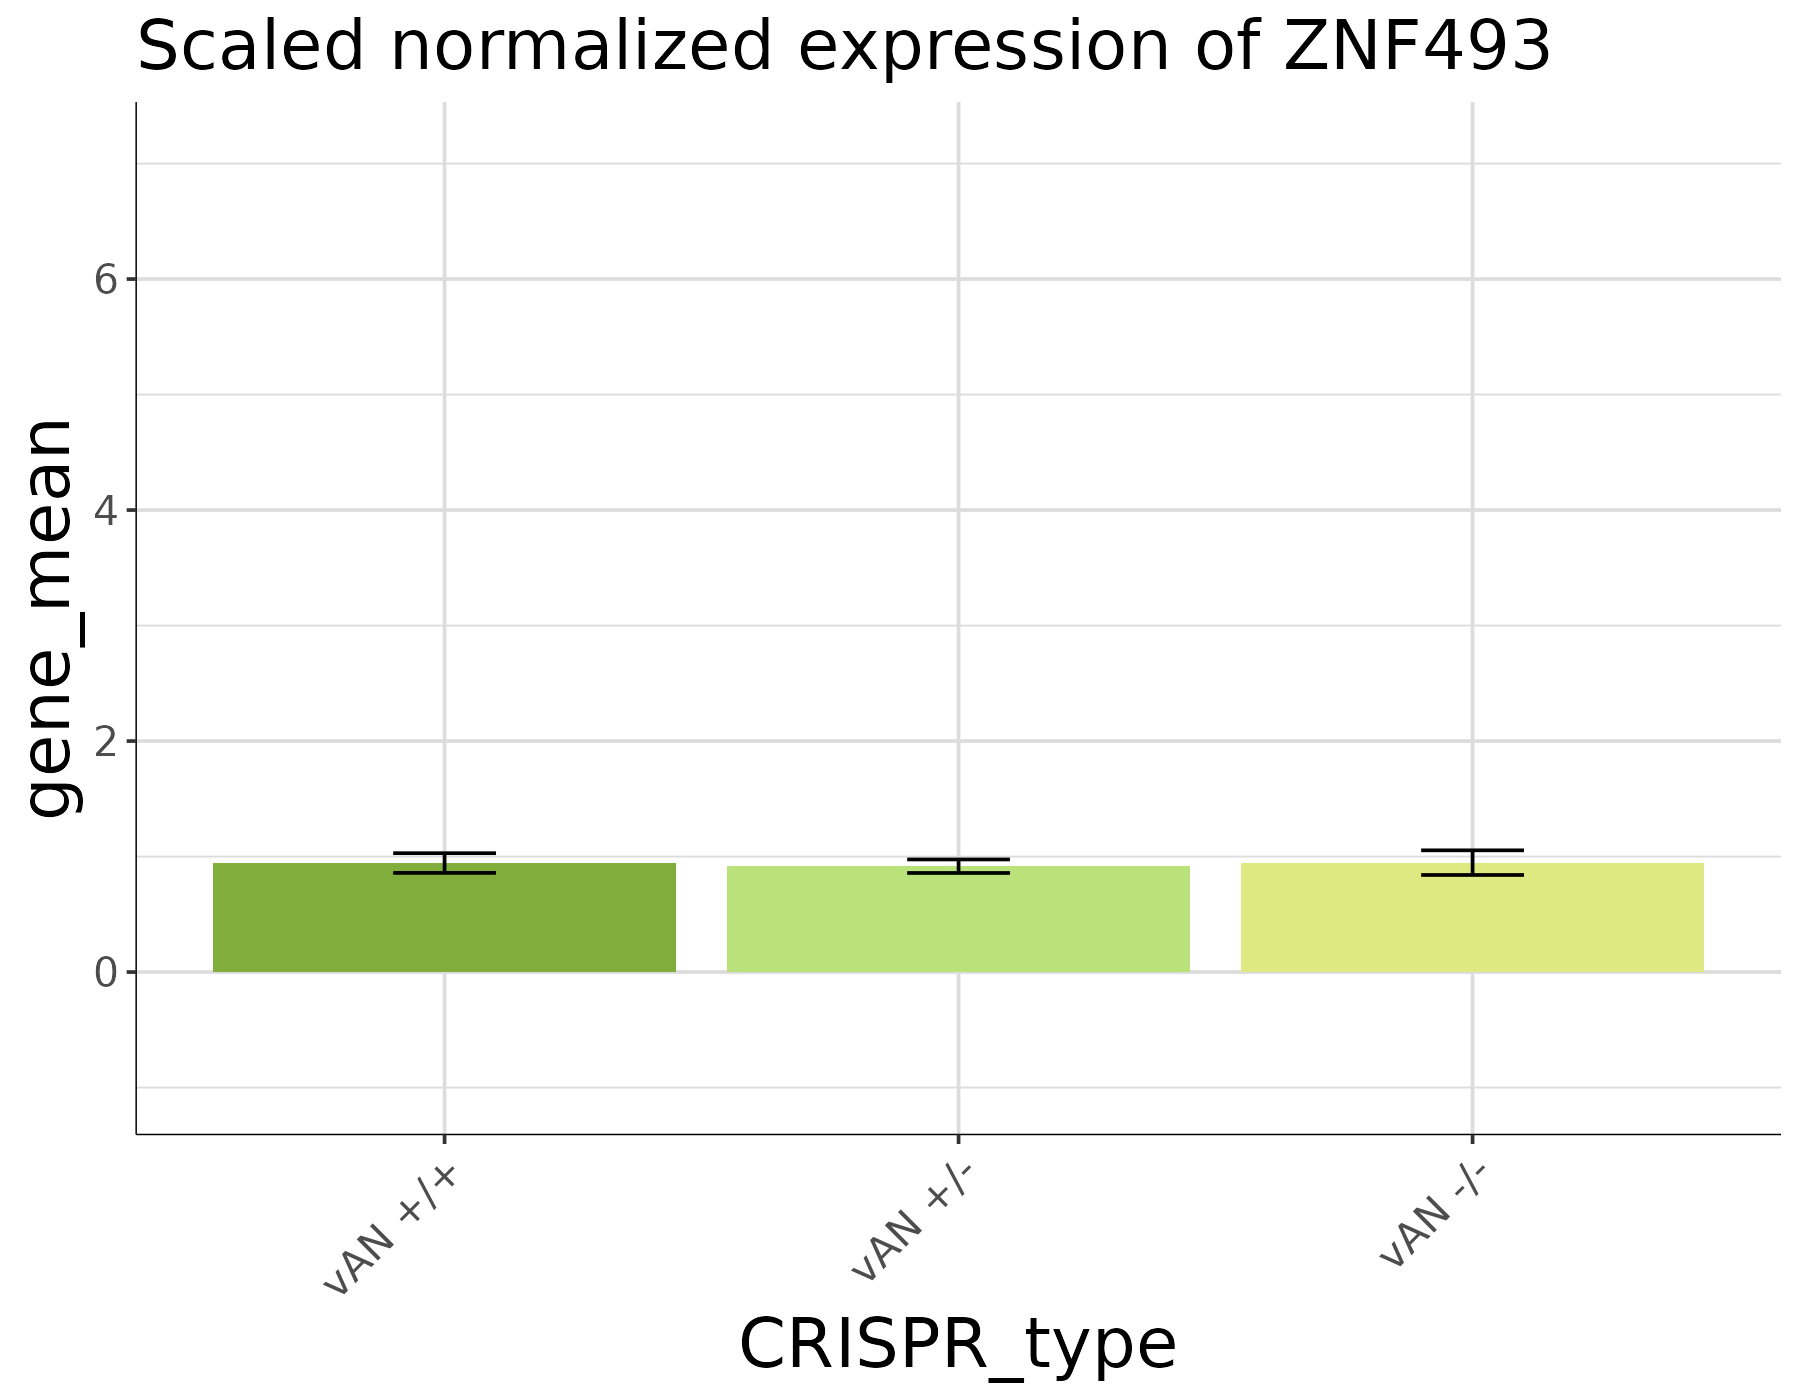 Scaled normalized expression of ZNF493
gene_mean
6
4
2
0
vAN +/+
vAN +/-
vAN -/-
CRISPR_type